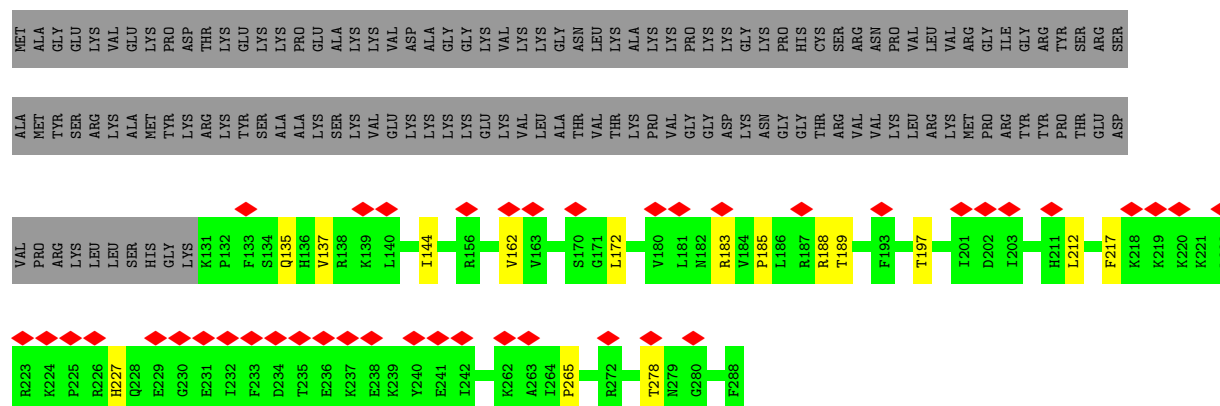 MET ALA GLY GLU LYS VAL GLU LYS PRO ASP THR LYS GLU LYS LYS PRO GLU ALA LYS LYS VAL ASP ALA GLY GLY LYS VAL LYS LYS GLY ASN LEU LYS ALA LYS LYS PRO LYS LYS GLY LYS PRO HIS CYS SER ARG ASN PRO VAL LEU VAL ARG GLY ILE GLY ARG TYR SER ARG SER
ALA MET TYR SER ARG LYS ALA MET TYR LYS ARG LYS TYR SER ALA ALA LYS SER LYS VAL GLU LYS LYS LYS LYS GLU LYS VAL LEU ALA THR VAL THR LYS PRO VAL GLY GLY ASP LYS ASN GLY GLY THR ARG VAL VAL LYS LEU ARG LYS MET PRO ARG TYR TYR PRO THR GLU ASP
VAL PRO ARG LYS LEU LEU SER HIS GLY LYS K131 P132 F133 S134 Q135 H136 V137 R138 K139 L140 I144 R156 V162 V163 S170 G171 L172 V180 L181 N182 R183 V184 P185 L186 R187 R188 T189 F193 T197 I201 D202 I203 H211 L212 F217 K218 K219 K220 K221
R223 K224 P225 R226 H227 Q228 E229 G230 E231 I232 F233 D234 T235 E236 K237 E238 K239 Y240 E241 I242 K262 A263 I264 P265 R272 T278 N279 G280 F288